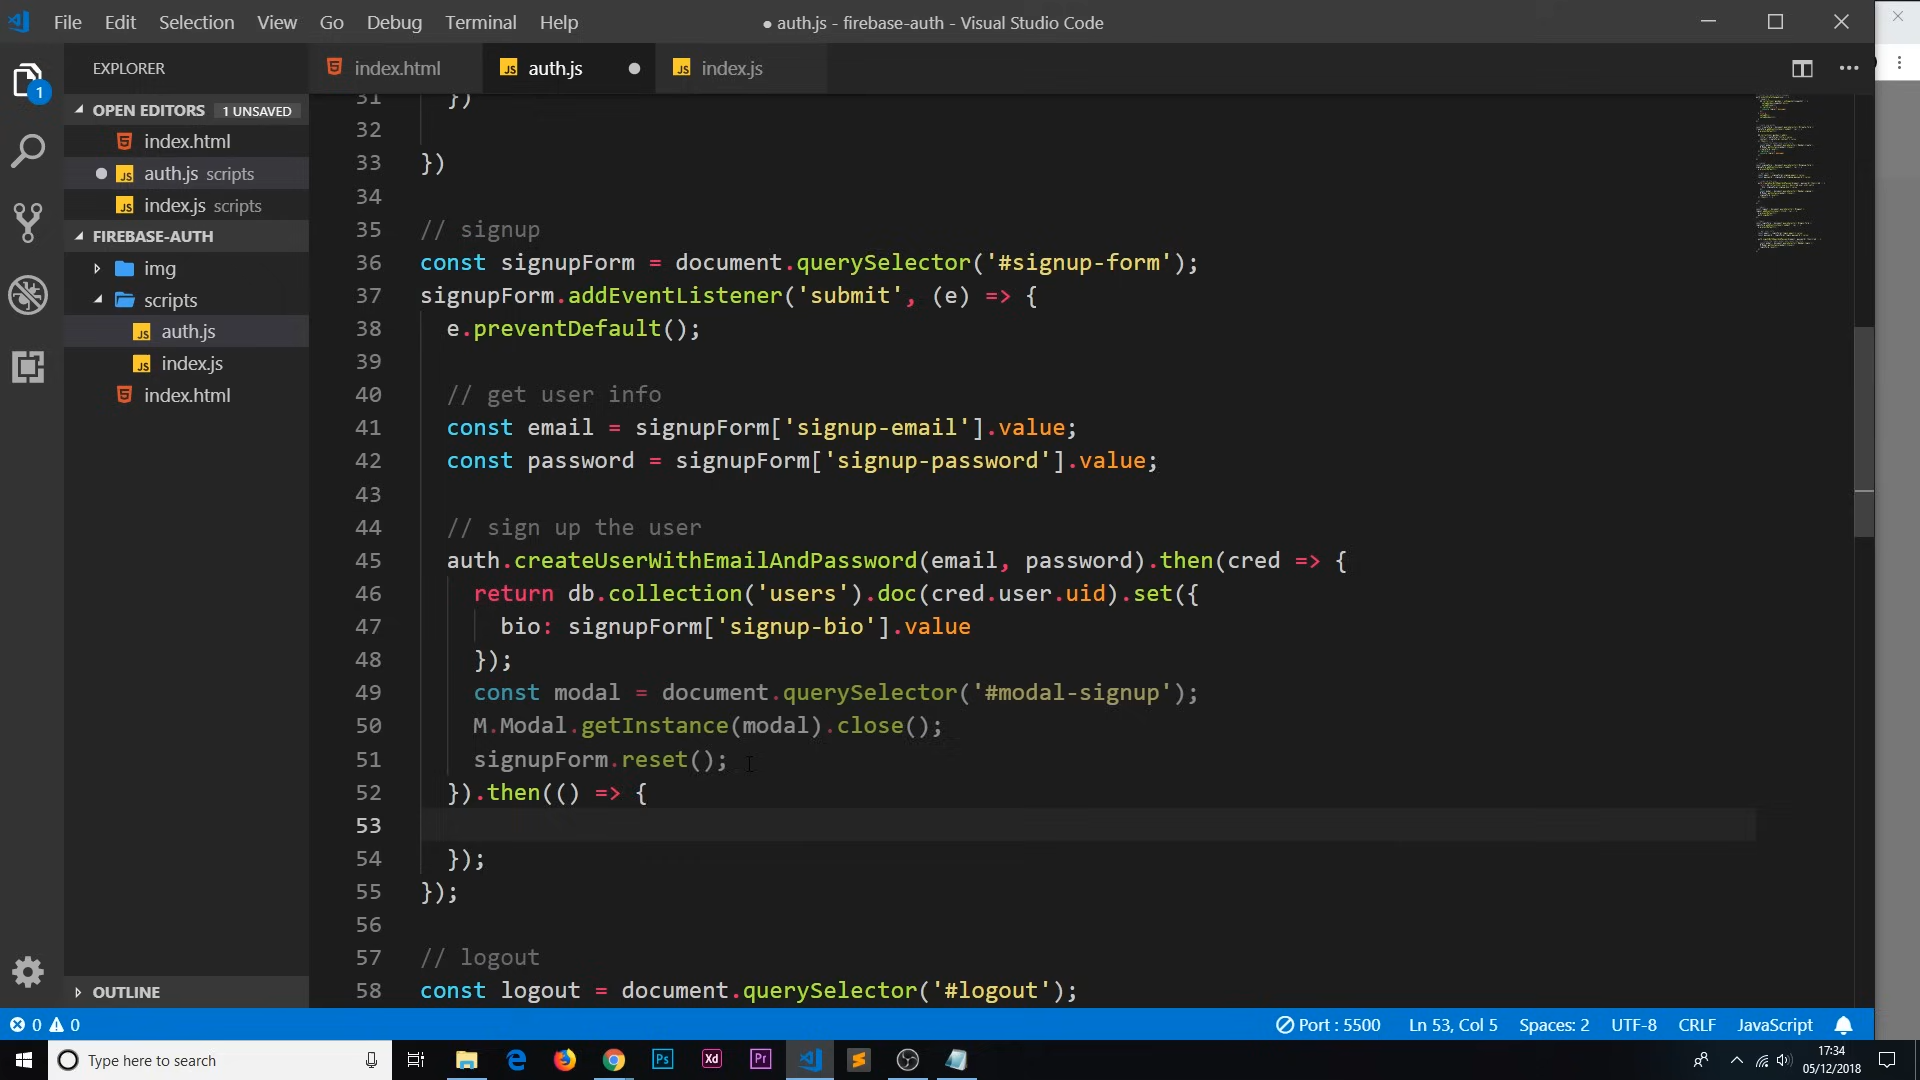 File Edit Selection View Go Debug Terminal Help
● auth.js - firebase-auth - Visual Studio Code
EXPLORER
OPEN EDITORS 1 UNSAVED
index.html
auth.js scripts
index.js scripts
FIREBASE-AUTH
img
scripts
auth.js
index.js
index.html
OUTLINE
1
index.html
JS auth.js
JS index.js
31 })
32
33 })
34
35 // signup
36 const signupForm = document.querySelector('#signup-form');
37 signupForm.addEventListener('submit', (e) => {
38 e.preventDefault();
39
40 // get user info
41 const email = signupForm['signup-email'].value;
42 const password = signupForm['signup-password'].value;
43
44 // sign up the user
45 auth.createUserWithEmailAndPassword(email, password).then(cred => {
46 return db.collection('users').doc(cred.user.uid).set({
47 bio: signupForm['signup-bio'].value
48 });
49 const modal = document.querySelector('#modal-signup');
50 M.Modal.getInstance(modal).close();
51 signupForm.reset();
52 }).then(() => {
53
54 });
55 });
56
57 // logout
58 const logout = document.querySelector('#logout');
0 0
Port : 5500 Ln 53, Col 5 Spaces: 2 UTF-8 CRLF JavaScript
Type here to search
Ps
Xd
Pr
17:34
05/12/2018